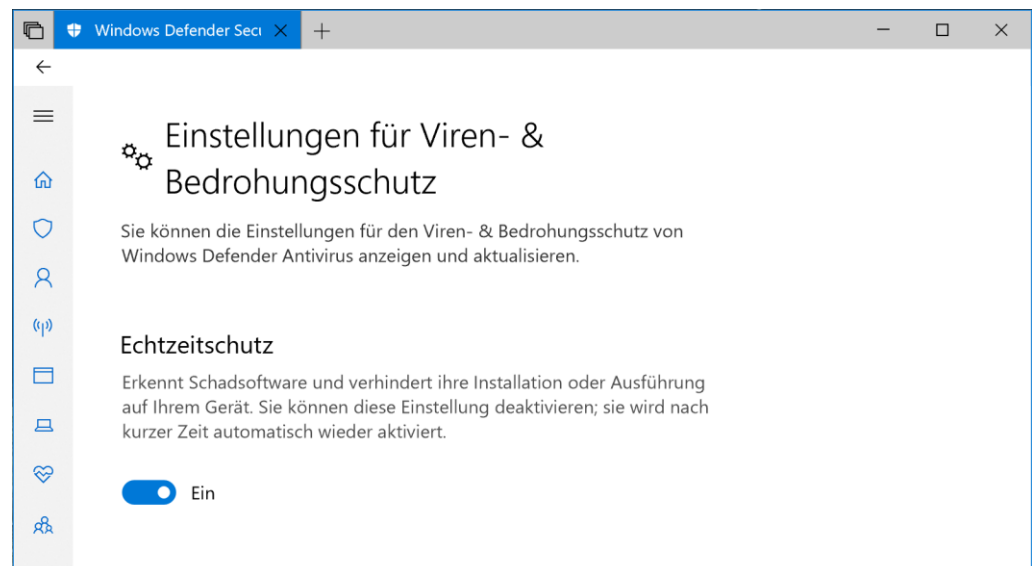 Windows Defender Secu
Einstellungen für Viren- &
Bedrohungsschutz
Sie können die Einstellungen für den Viren- & Bedrohungsschutz von
Windows Defender Antivirus anzeigen und aktualisieren.
Echtzeitschutz
Erkennt Schadsoftware und verhindert ihre Installation oder Ausführung
auf Ihrem Gerät. Sie können diese Einstellung deaktivieren; sie wird nach
kurzer Zeit automatisch wieder aktiviert.
Ein